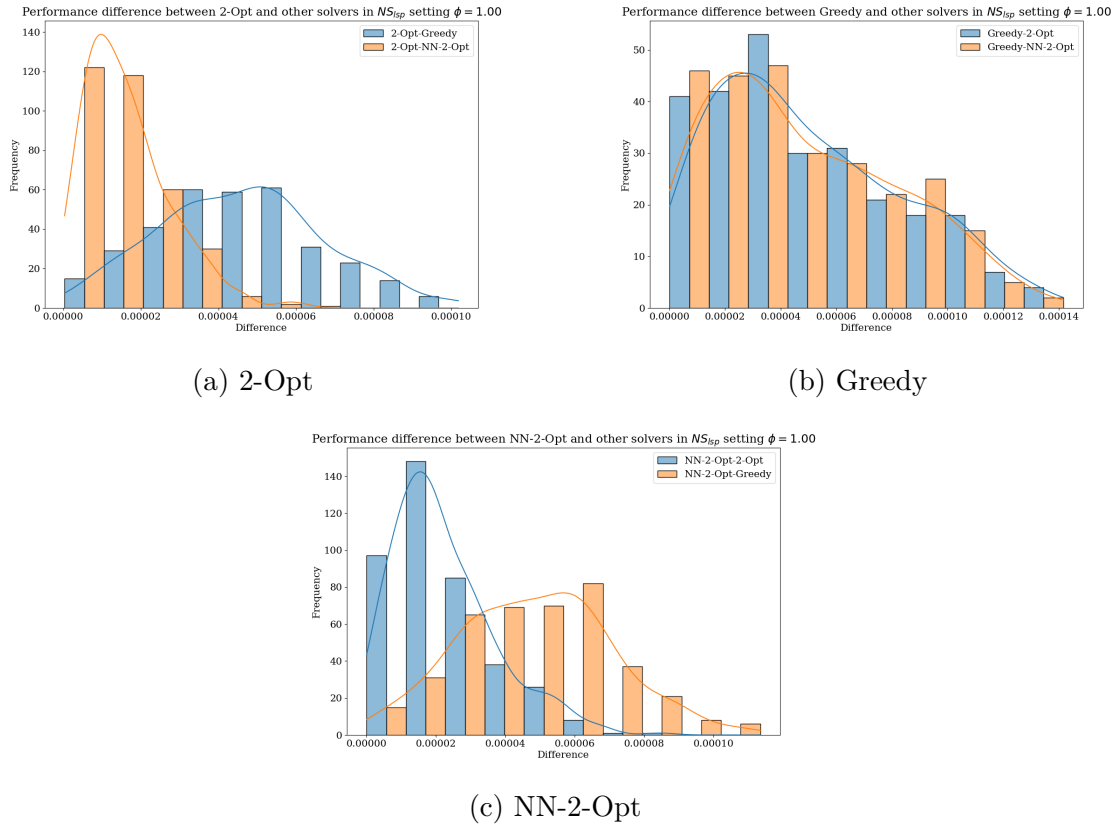 Performance difference between 2-Opt and other solvers in NS_lsp setting ϕ = 1.00
2-Opt-Greedy
2-Opt-NN-2-Opt
Frequency
140
120
100
80
60
40
20
0
0.00000 0.00002 0.00004 0.00006 0.00008 0.00010
Difference
(a) 2-Opt
Performance difference between Greedy and other solvers in NS_lsp setting ϕ = 1.00
Greedy-2-Opt
Greedy-NN-2-Opt
Frequency
50
40
30
20
10
0
0.00000 0.00002 0.00004 0.00006 0.00008 0.00010 0.00012 0.00014
Difference
(b) Greedy
Performance difference between NN-2-Opt and other solvers in NS_lsp setting ϕ = 1.00
NN-2-Opt-2-Opt
NN-2-Opt-Greedy
Frequency
140
120
100
80
60
40
20
0
0.00000 0.00002 0.00004 0.00006 0.00008 0.00010
Difference
(c) NN-2-Opt